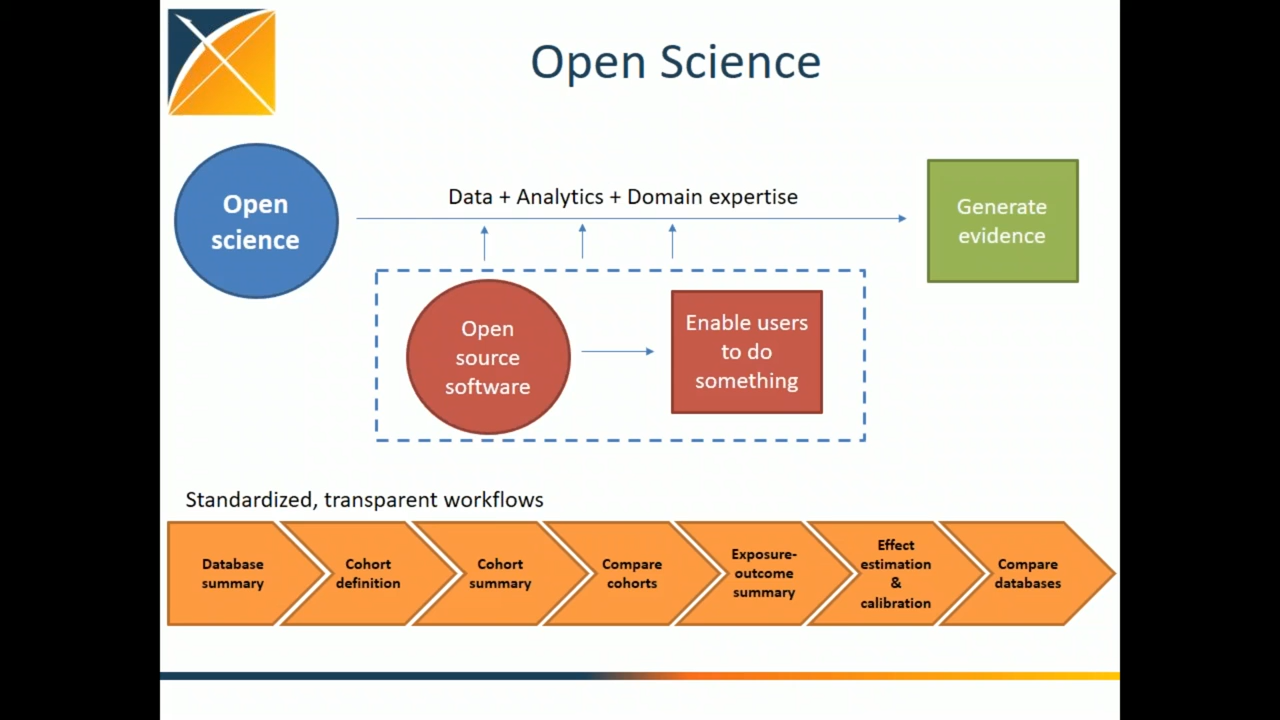 Open Science
Open
science
Data + Analytics + Domain expertise
Generate
evidence
Open
source
software
Enable users
to do
something
Standardized, transparent workflows
Database
summary
Cohort
definition
Cohort
summary
Compare
cohorts
Exposure-
outcome
summary
Effect
estimation
&
calibration
Compare
databases